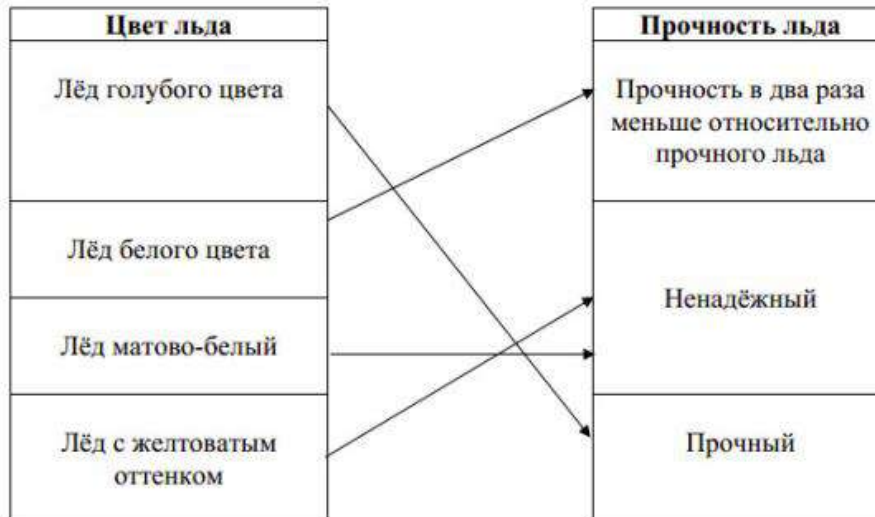 Цвет льда
Лёд голубого цвета
Лёд белого цвета
Лёд матово-белый
Лёд с желтоватым
оттенком
Прочность льда
Прочность в два раза
меньше относительно
прочного льда
Ненадёжный
Прочный